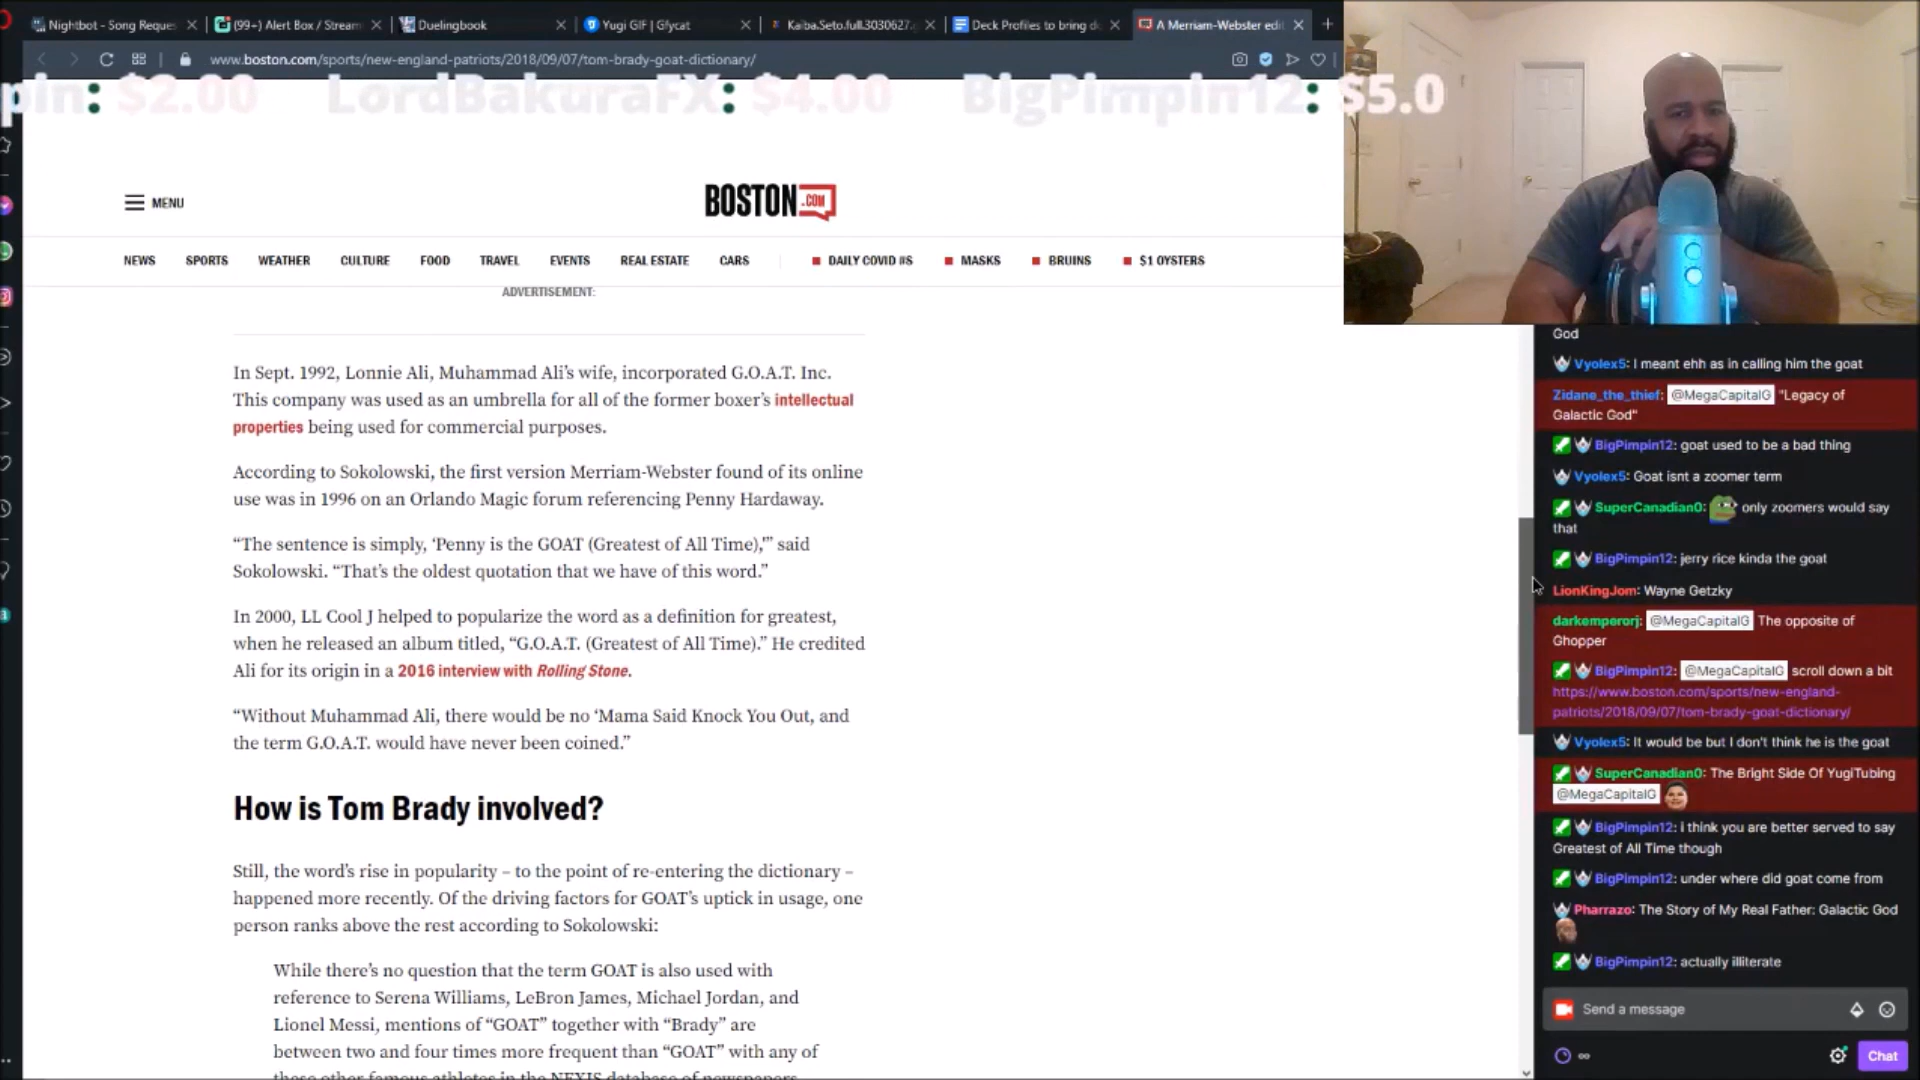 Nightbot - Song Reques
(99+) Alert Box / Stream
Duelingbook
Yugi GIF | Gfycat
Kaiba.Seto.full.3030627.
Deck Profiles to bring d
A Merriam-Webster edi
www.boston.com/sports/new-england-patriots/2018/09/07/tom-brady-goat-dictionary/
pin: $2.00 LordBakuraFX: $4.00 BigPimpin12: $5.0
MENU
BOSTON.COM
NEWS SPORTS WEATHER CULTURE FOOD TRAVEL EVENTS REAL ESTATE CARS DAILY COVID #S MASKS BRUINS $1 OYSTERS
ADVERTISEMENT:
In Sept. 1992, Lonnie Ali, Muhammad Ali’s wife, incorporated G.O.A.T. Inc.
This company was used as an umbrella for all of the former boxer’s intellectual
properties being used for commercial purposes.
According to Sokolowski, the first version Merriam-Webster found of its online
use was in 1996 on an Orlando Magic forum referencing Penny Hardaway.
“The sentence is simply, ‘Penny is the GOAT (Greatest of All Time),’” said
Sokolowski. “That’s the oldest quotation that we have of this word.”
In 2000, LL Cool J helped to popularize the word as a definition for greatest,
when he released an album titled, “G.O.A.T. (Greatest of All Time).” He credited
Ali for its origin in a 2016 interview with Rolling Stone.
“Without Muhammad Ali, there would be no ‘Mama Said Knock You Out, and
the term G.O.A.T. would have never been coined.”
How is Tom Brady involved?
Still, the word’s rise in popularity – to the point of re-entering the dictionary –
happened more recently. Of the driving factors for GOAT’s uptick in usage, one
person ranks above the rest according to Sokolowski:
While there’s no question that the term GOAT is also used with
reference to Serena Williams, LeBron James, Michael Jordan, and
Lionel Messi, mentions of “GOAT” together with “Brady” are
between two and four times more frequent than “GOAT” with any of
these other famous athletes in the NEXIS database of newspapers
God
Vyolex5: I meant ehh as in calling him the goat
Zidane_the_thief: @MegaCapitalG "Legacy of
Galactic God"
BigPimpin12: goat used to be a bad thing
Vyolex5: Goat isnt a zoomer term
SuperCanadian0: only zoomers would say
that
BigPimpin12: jerry rice kinda the goat
LionKingJom: Wayne Getzky
darkemperorj: @MegaCapitalG The opposite of
Ghopper
BigPimpin12: @MegaCapitalG scroll down a bit
https://www.boston.com/sports/new-england-
patriots/2018/09/07/tom-brady-goat-dictionary/
Vyolex5: It would be but I don't think he is the goat
SuperCanadian0: The Bright Side Of YugiTubing
@MegaCapitalG
BigPimpin12: i think you are better served to say
Greatest of All Time though
BigPimpin12: under where did goat come from
Pharrazo: The Story of My Real Father: Galactic God
BigPimpin12: actually illiterate
Send a message
∞
Chat